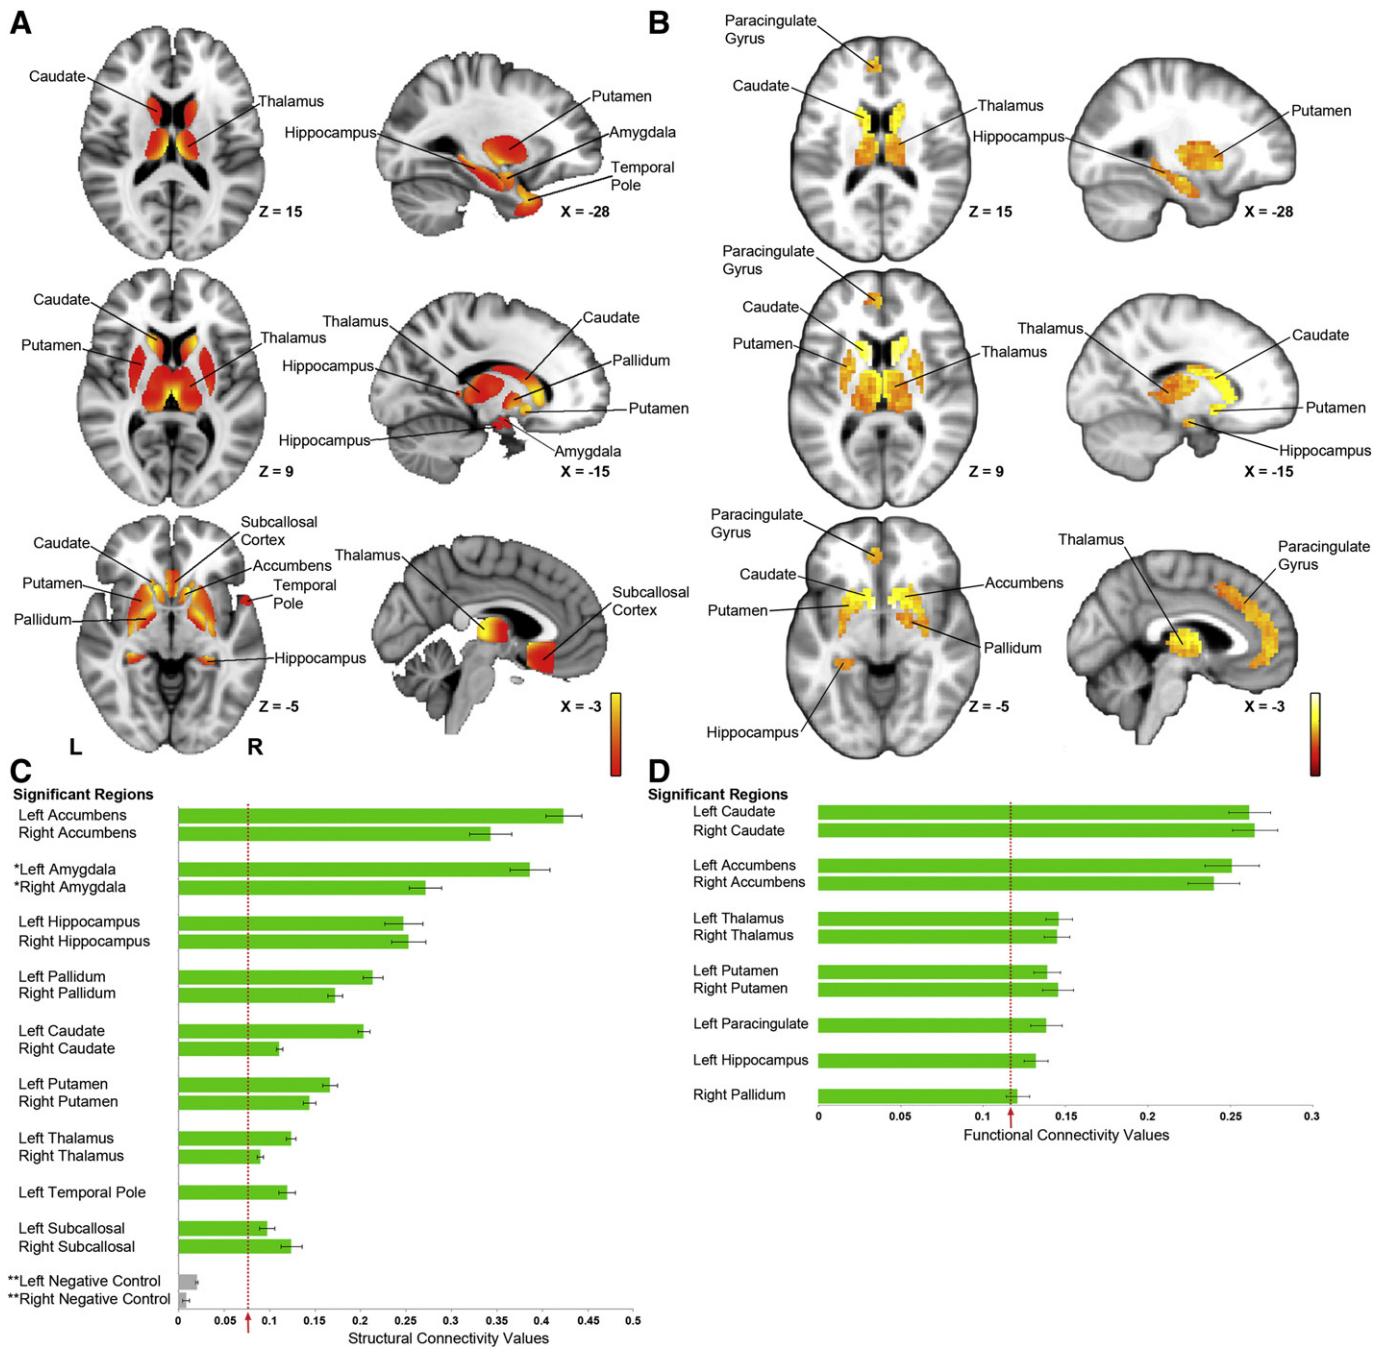 A
Caudate
Thalamus
Z = 15
Hippocampus
Putamen
Amygdala
Temporal
Pole
X = -28
Caudate
Putamen
Thalamus
Z = 9
Thalamus
Hippocampus
Hippocampus
Caudate
Pallidum
Putamen
Amygdala
X = -15
Subcallosal
Cortex
Caudate
Accumbens
Putamen
Temporal
Pole
Pallidum
Hippocampus
Z = -5
L
R
Thalamus
Subcallosal
Cortex
X = -3
B
Paracingulate
Gyrus
Caudate
Thalamus
Z = 15
Hippocampus
Putamen
X = -28
Paracingulate
Gyrus
Caudate
Putamen
Thalamus
Z = 9
Thalamus
Caudate
Putamen
Hippocampus
X = -15
Paracingulate
Gyrus
Caudate
Accumbens
Putamen
Pallidum
Z = -5
Hippocampus
Thalamus
Paracingulate
Gyrus
X = -3
C
Significant Regions
Left Accumbens
Right Accumbens
*Left Amygdala
*Right Amygdala
Left Hippocampus
Right Hippocampus
Left Pallidum
Right Pallidum
Left Caudate
Right Caudate
Left Putamen
Right Putamen
Left Thalamus
Right Thalamus
Left Temporal Pole
Left Subcallosal
Right Subcallosal
**Left Negative Control
**Right Negative Control
0 0.05 0.1 0.15 0.2 0.25 0.3 0.35 0.4 0.45 0.5
Structural Connectivity Values
D
Significant Regions
Left Caudate
Right Caudate
Left Accumbens
Right Accumbens
Left Thalamus
Right Thalamus
Left Putamen
Right Putamen
Left Paracingulate
Left Hippocampus
Right Pallidum
0 0.05 0.1 0.15 0.2 0.25 0.3
Functional Connectivity Values